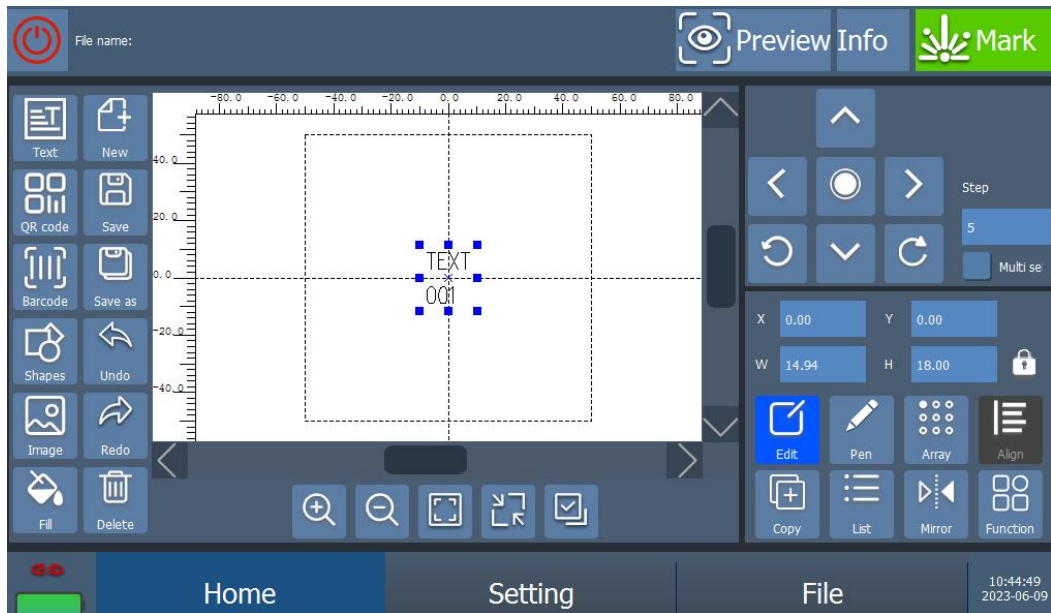 File name:
Preview
Info
Mark
Text
New
QR code
Save
Barcode
Save as
Shapes
Undo
Image
Redo
Fill
Delete
-80.0 -60.0 -40.0 -20.0 0.0 20.0 40.0 60.0 80.0
40.0
20.0
0.0
-20.0
-40.0
TEXT
001
Step
5
Multi se
X 0.00 Y 0.00
W 14.94 H 18.00
Edit Pen Array Align
Copy List Mirror Function
Home Setting File
10:44:49
2023-06-09